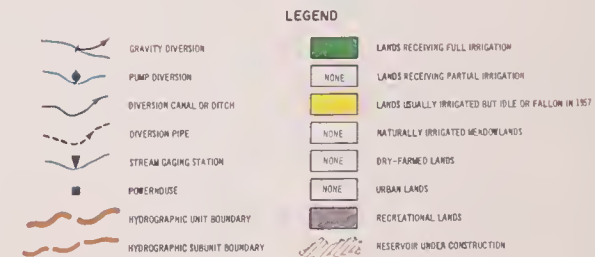 LEGEND
GRAVITY DIVERSION
PUMP DIVERSION
DIVERSION CANAL OR DITCH
DIVERSION PIPE
STREAM GAGING STATION
POWERHOUSE
HYDROGRAPHIC UNIT BOUNDARY
HYDROGRAPHIC SUBUNIT BOUNDARY
LANDS RECEIVING FULL IRRIGATION
NONE LANDS RECEIVING PARTIAL IRRIGATION
LANDS USUALLY IRRIGATED BUT IDLE OR FALLON IN 1957
NONE NATURALLY IRRIGATED MEADOWLANDS
NONE DRY-FARMED LANDS
NONE URBAN LANDS
RECREATIONAL LANDS
RESERVOIR UNDER CONSTRUCTION